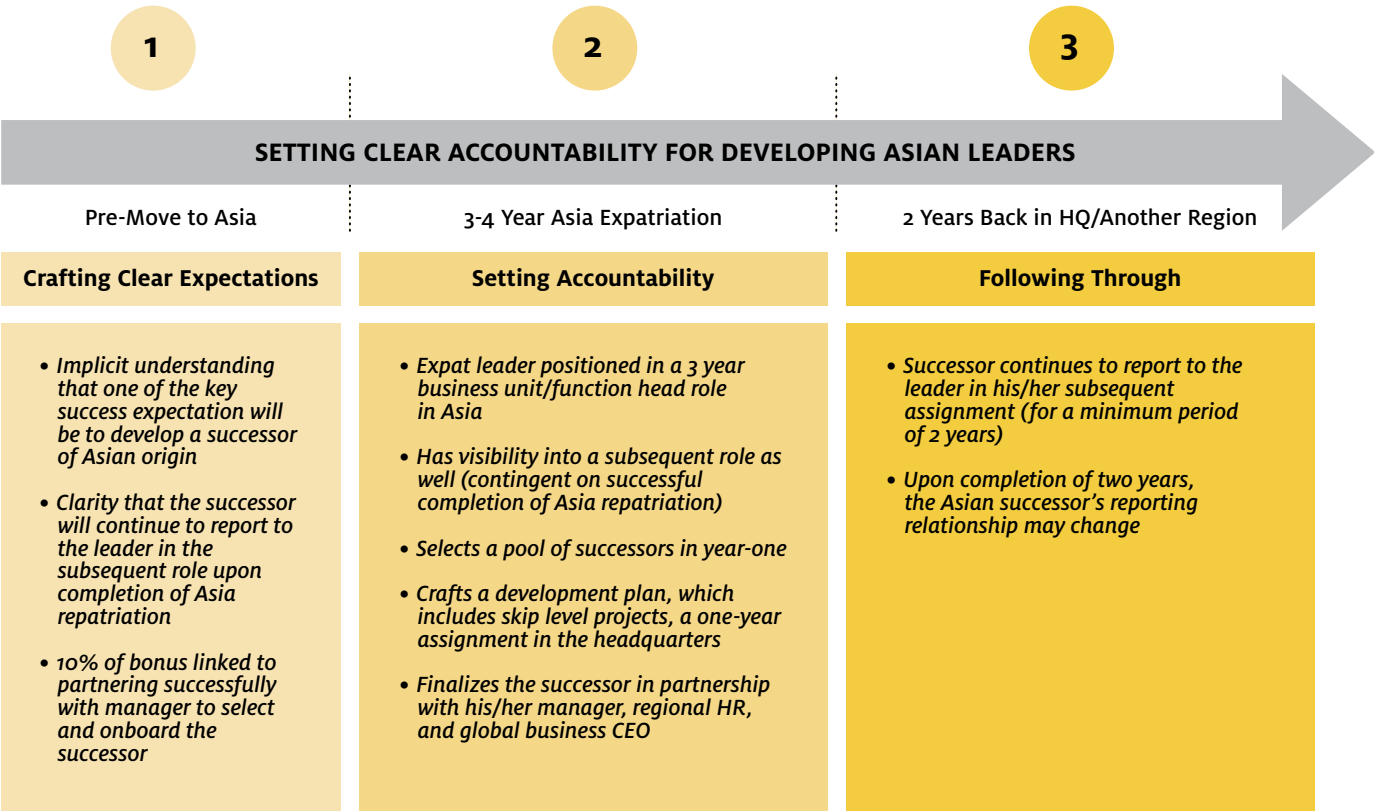 1
2
3
SETTING CLEAR ACCOUNTABILITY FOR DEVELOPING ASIAN LEADERS
Pre-Move to Asia
3-4 Year Asia Expatriation
2 Years Back in HQ/Another Region
Crafting Clear Expectations
Setting Accountability
Following Through
• Implicit understanding
that one of the key
success expectation will
be to develop a successor
of Asian origin
• Clarity that the successor
will continue to report to
the leader in the
subsequent role upon
completion of Asia
repatriation
• 10% of bonus linked to
partnering successfully
with manager to select
and onboard the
successor
• Expat leader positioned in a 3 year
business unit/function head role
in Asia
• Has visibility into a subsequent role as
well (contingent on successful
completion of Asia repatriation)
• Selects a pool of successors in year-one
• Crafts a development plan, which
includes skip level projects, a one-year
assignment in the headquarters
• Finalizes the successor in partnership
with his/her manager, regional HR,
and global business CEO
• Successor continues to report to the
leader in his/her subsequent
assignment (for a minimum period
of 2 years)
• Upon completion of two years,
the Asian successor's reporting
relationship may change